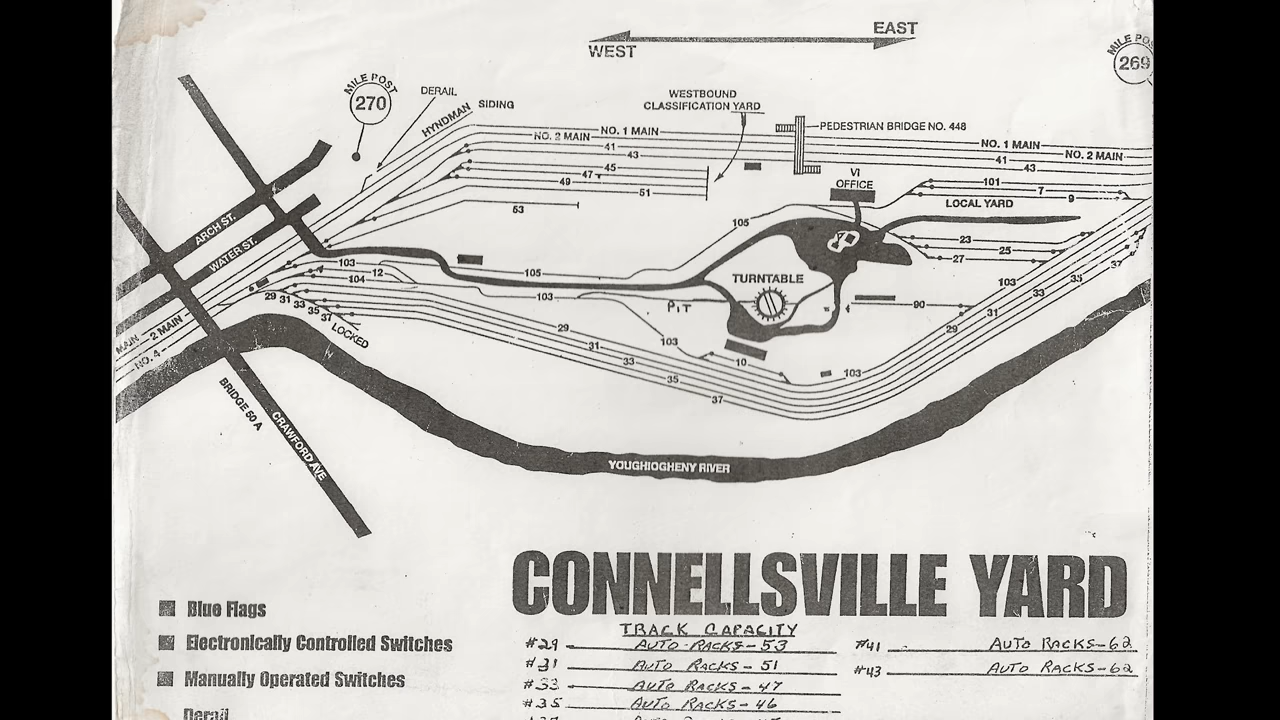 EAST
WEST
MILE POST
269
MILE POST
270
DERAIL
HYNDMAN SIDING
WESTBOUND
CLASSIFICATION YARD
PEDESTRIAN BRIDGE NO. 448
NO. 1 MAIN
NO. 2 MAIN
41
43
NO. 1 MAIN
NO. 2 MAIN
41
43
45
47
49
51
53
VI
OFFICE
101
7
9
LOCAL YARD
105
23
25
27
ARCH ST.
WATER ST.
103
12
104
105
103
TURNTABLE
PIT
90
103
35
37
33
31
29
29 31 33 35 37
LOCKED
MAIN
2 MAIN
NO. 4
29
31
33
35
37
103
10
103
BRIDGE 50 A
CRAWFORD AVE
YOUGHIOGHENY RIVER
CONNELLSVILLE YARD
Blue Flags
Electronically Controlled Switches
Manually Operated Switches
Derail
TRACK CAPACITY
#29 AUTO RACKS-53
#31 AUTO RACKS-51
#33 AUTO RACKS-47
#35 AUTO RACKS-46
#41 AUTO RACKS-62
#43 AUTO RACKS-62